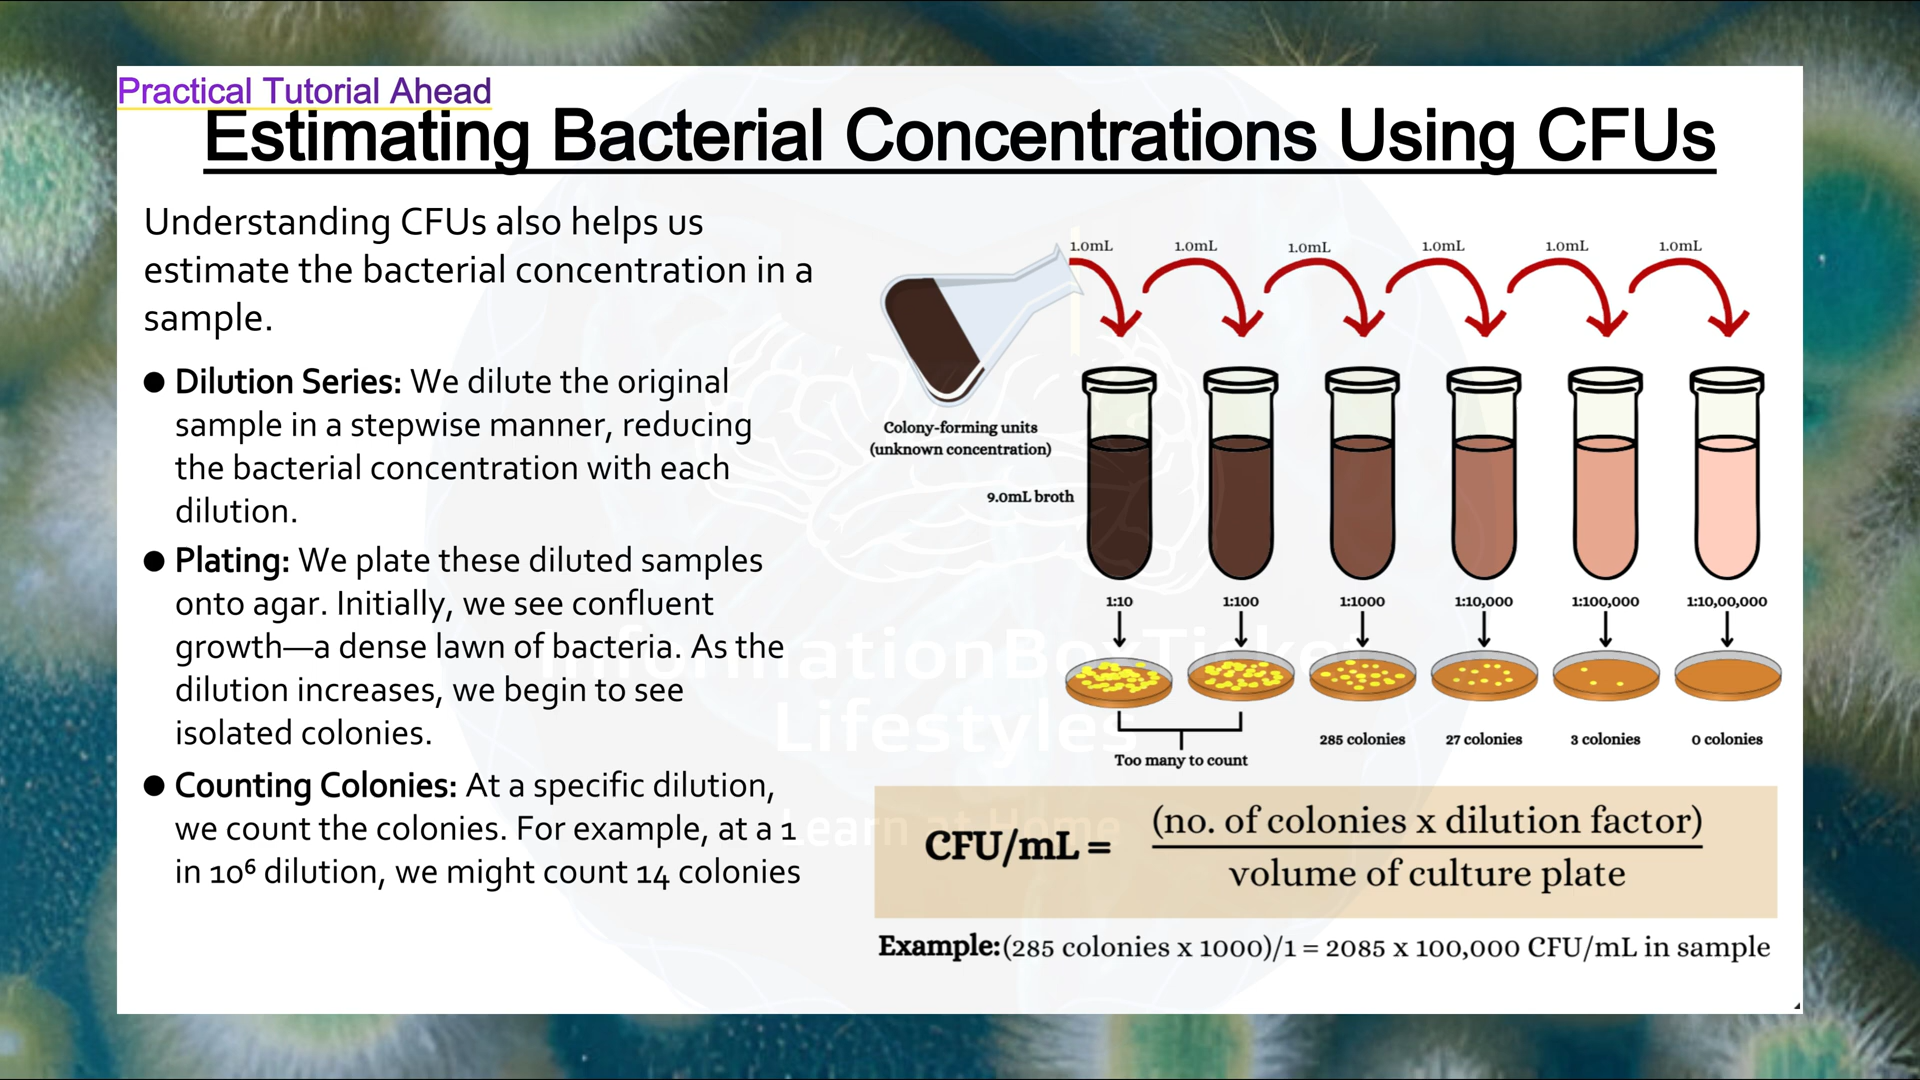 Practical Tutorial Ahead
Estimating Bacterial Concentrations Using CFUs
Understanding CFUs also helps us
estimate the bacterial concentration in a
sample.
● Dilution Series: We dilute the original
sample in a stepwise manner, reducing
the bacterial concentration with each
dilution.
● Plating: We plate these diluted samples
onto agar. Initially, we see confluent
growth—a dense lawn of bacteria. As the
dilution increases, we begin to see
isolated colonies.
● Counting Colonies: At a specific dilution,
we count the colonies. For example, at a 1
in 10⁶ dilution, we might count 14 colonies
1.0mL 1.0mL 1.0mL 1.0mL 1.0mL 1.0mL
Colony-forming units
(unknown concentration)
9.0mL broth
1:10 1:100 1:1000 1:10,000 1:100,000 1:10,00,000
285 colonies 27 colonies 3 colonies 0 colonies
Too many to count
CFU/mL = (no. of colonies x dilution factor)
volume of culture plate
Example:(285 colonies x 1000)/1 = 2085 x 100,000 CFU/mL in sample
InformationBoxTicket
Lifestyles
Learn at Home